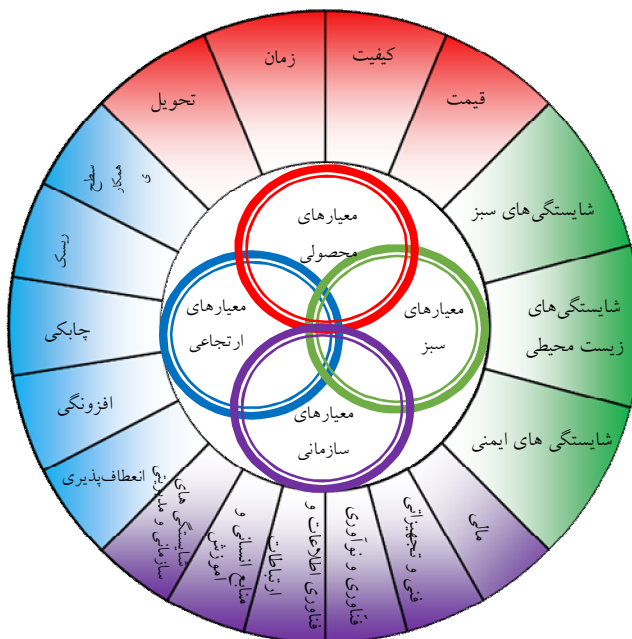 قیمت
کیفیت
زمان
تحویل
سطح
همکار
ی
ریسک
چابکی
افزونگی
انعطاف‌پذیری
شایستگی های
سازمانی و مدیریتی
منابع انسانی و
آموزش
فناوری اطلاعات و
ارتباطات
فنّاوری و نوآوری
فنی و تجهیزاتی
مالی
شایستگی های ایمنی
شایستگی‌های
زیست محیطی
شایستگی‌های سبز
معیارهای
محصولی
معیارهای
ارتجاعی
معیارهای
سبز
معیارهای
سازمانی